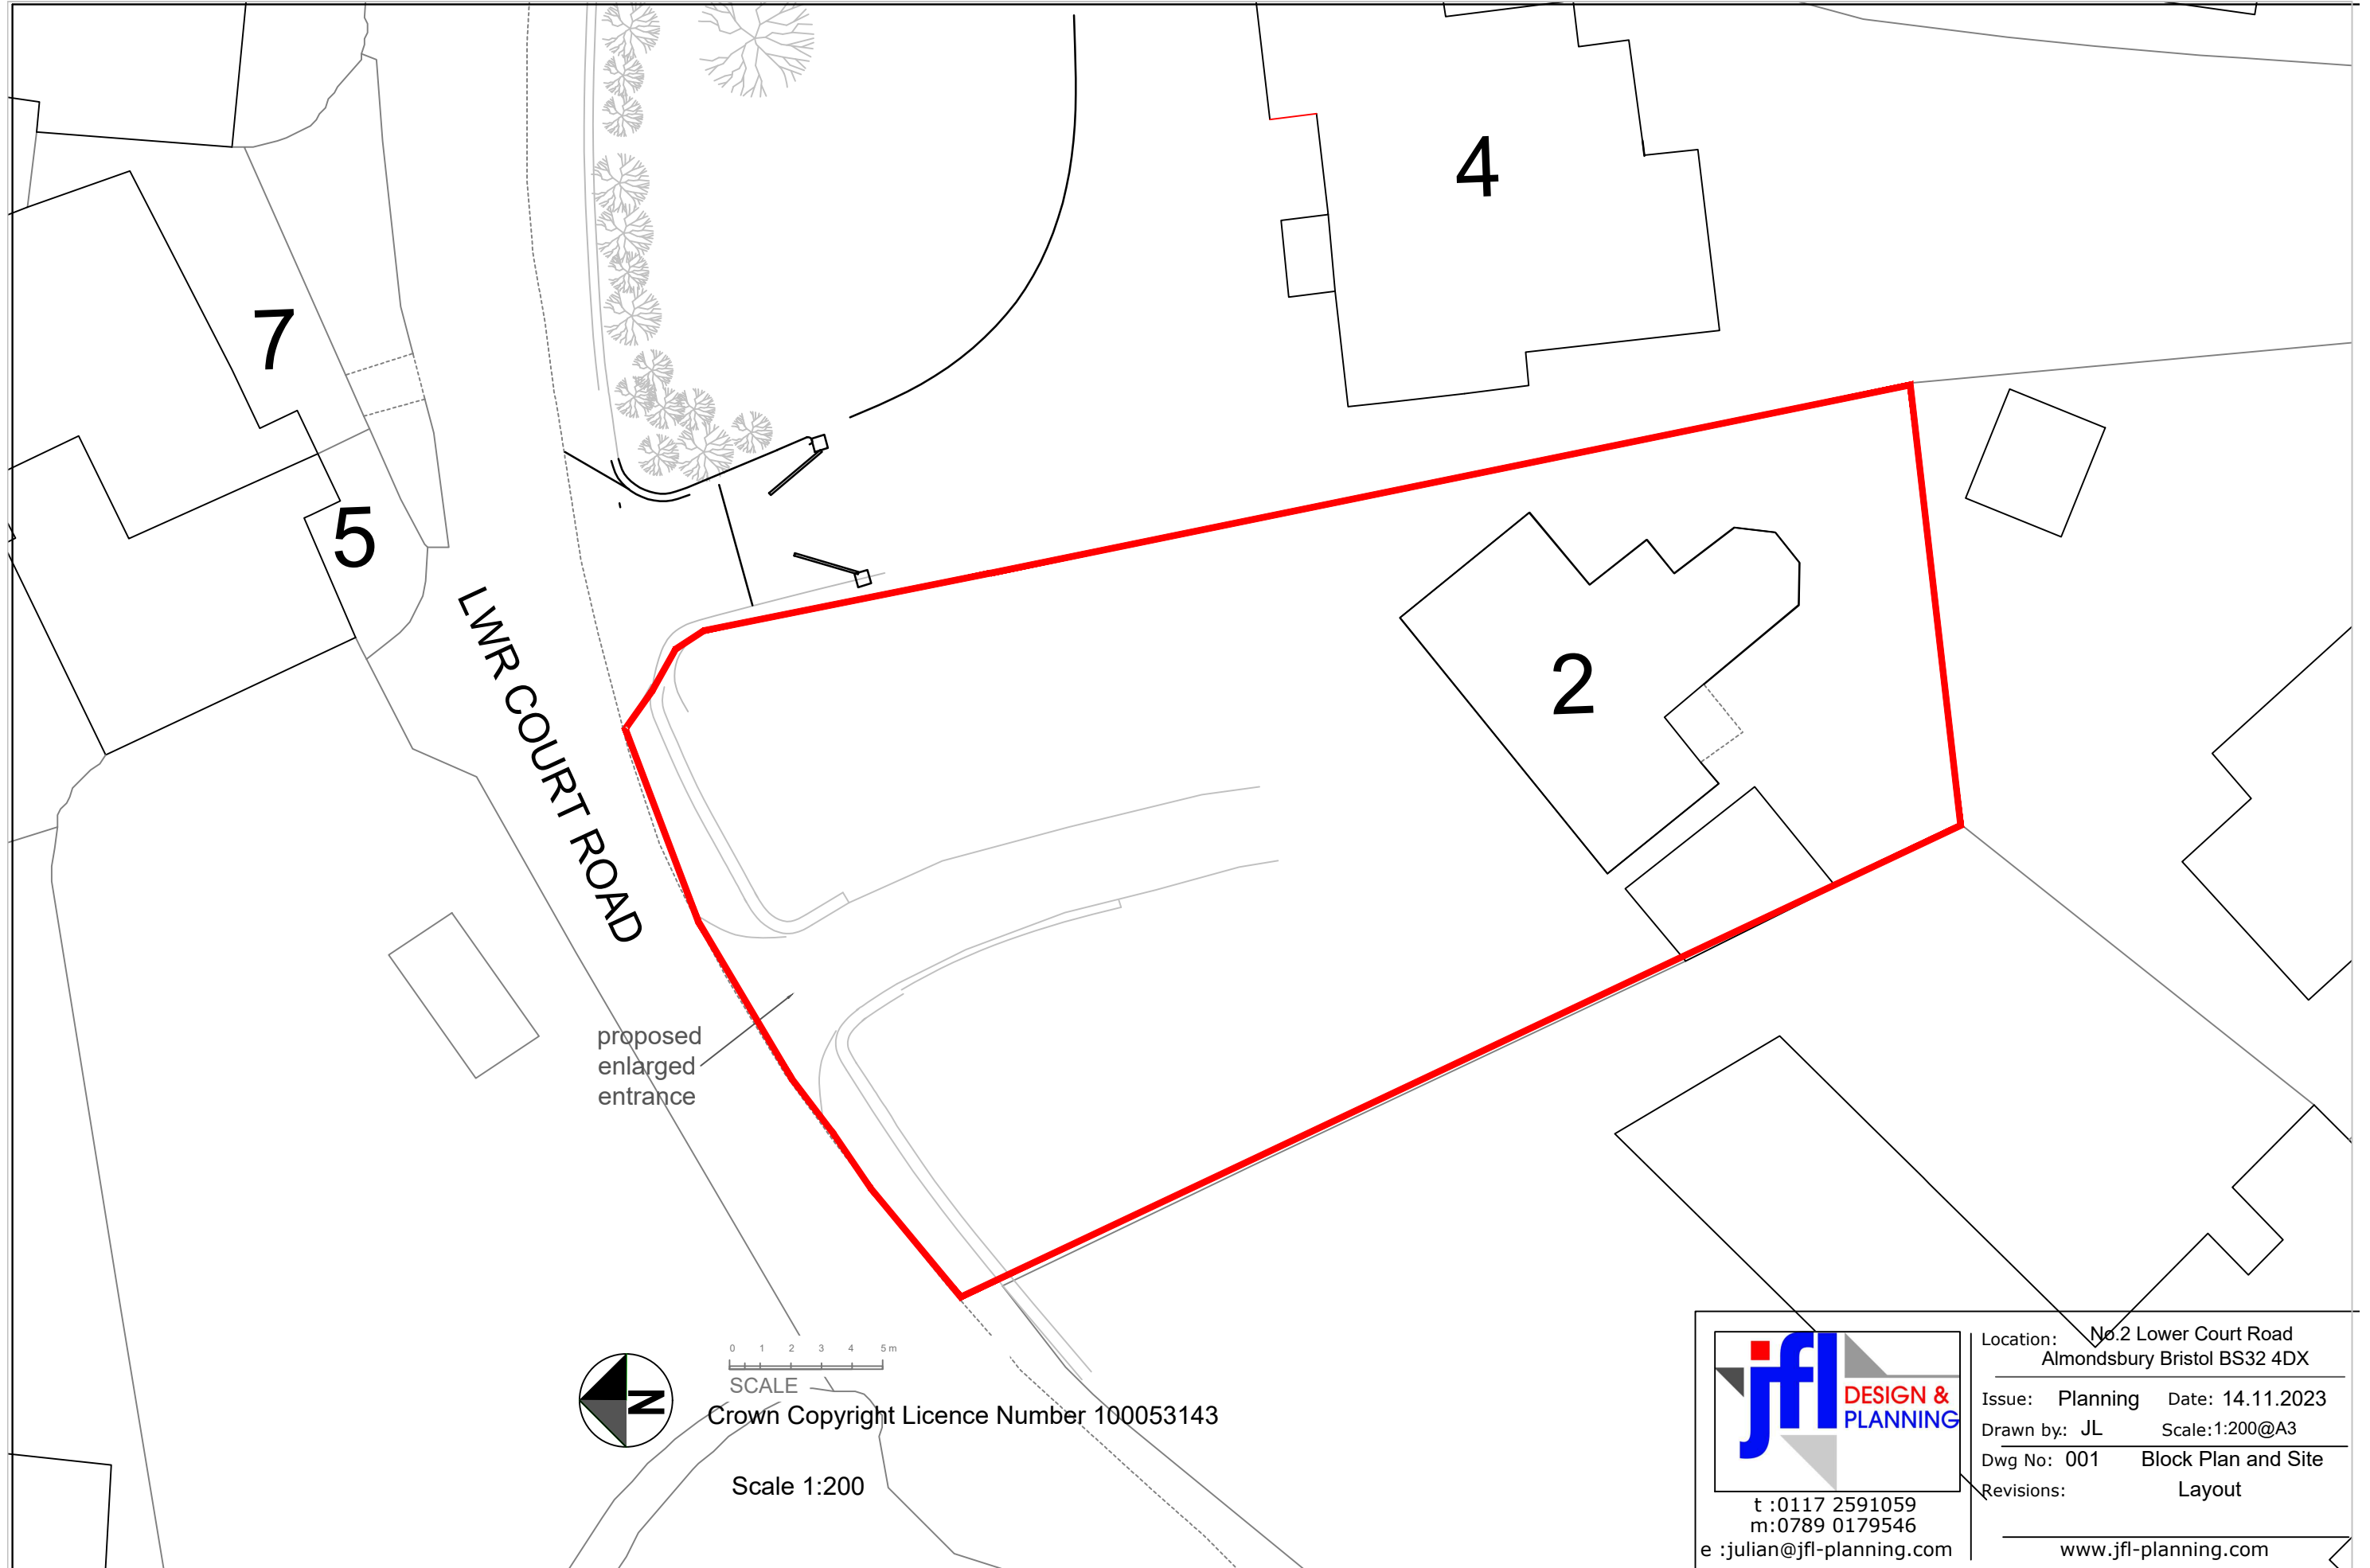 4
7
5
2
LWR COURT ROAD
proposed
enlarged
entrance
0 1 2 3 4 5 m
SCALE
N
Crown Copyright Licence Number 100053143
Scale 1:200
jfl
DESIGN &
PLANNING
t :0117 2591059
m:0789 0179546
e :julian@jfl-planning.com
Location: No.2 Lower Court Road
Almondsbury Bristol BS32 4DX
Issue: Planning Date: 14.11.2023
Drawn by: JL Scale:1:200@A3
Dwg No: 001 Block Plan and Site
Revisions: Layout
www.jfl-planning.com